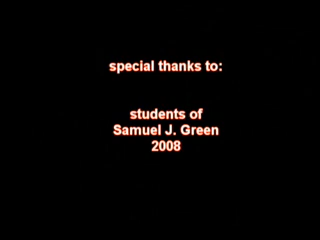 special thanks to:
students of
Samuel J. Green
2008